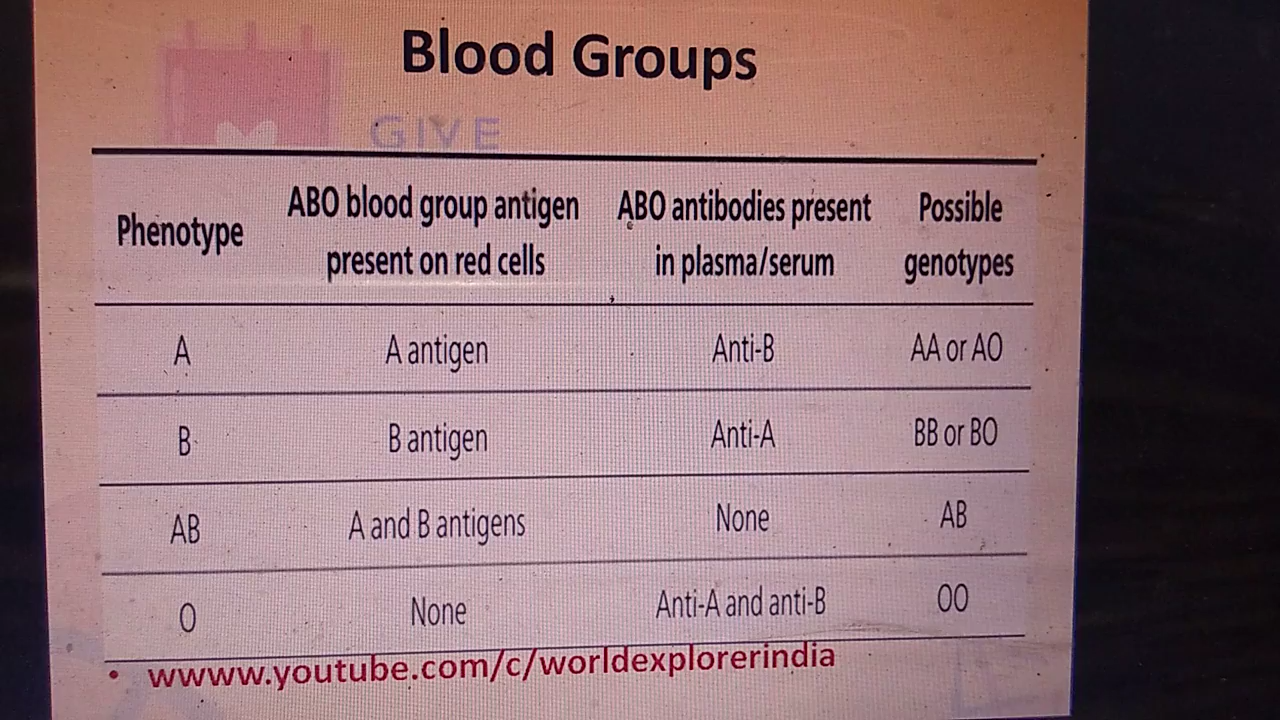 Blood Groups
GIVE
Phenotype ABO blood group antigen present on red cells ABO antibodies present in plasma/serum Possible genotypes
A A antigen Anti-B AA or AO
B B antigen Anti-A BB or BO
AB A and B antigens None AB
O None Anti-A and anti-B OO
• wwwww.youtube.com/c/worldexplorerindia